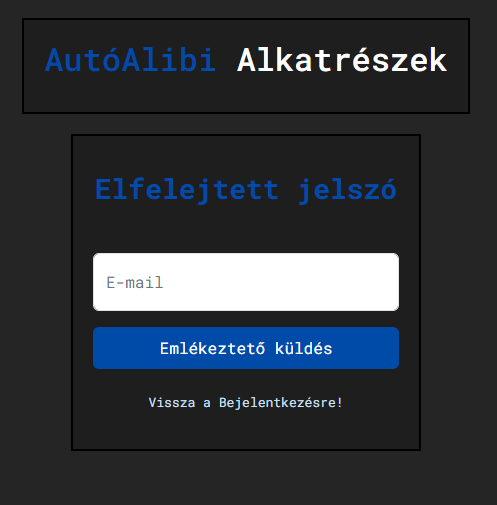 AutóAlibi Alkatrészek
Elfelejtett jelszó
E-mail
Emlékeztető küldés
Vissza a Bejelentkezésre!